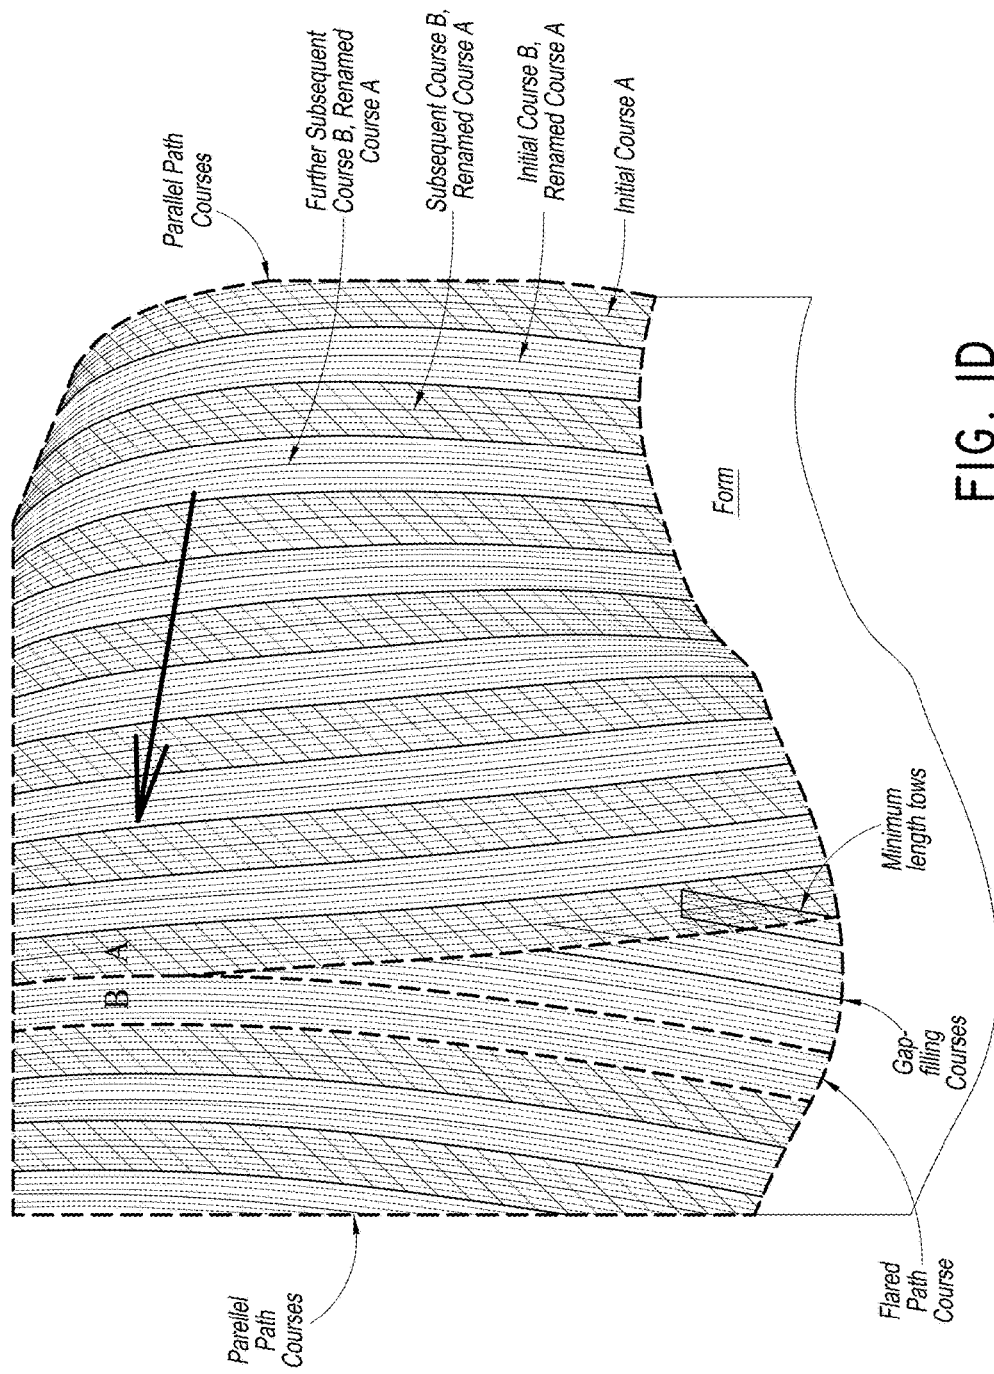 Parallel Path
Courses
Further Subsequent
Course B, Renamed
Course A
Subsequent Course B,
Renamed Course A
Initial Course B,
Renamed Course A
Initial Course A
Form
A
B
Minimum
length tows
Gap-
filling
Courses
Flared
Path
Course
Parellel
Path
Courses
FIG. 1D